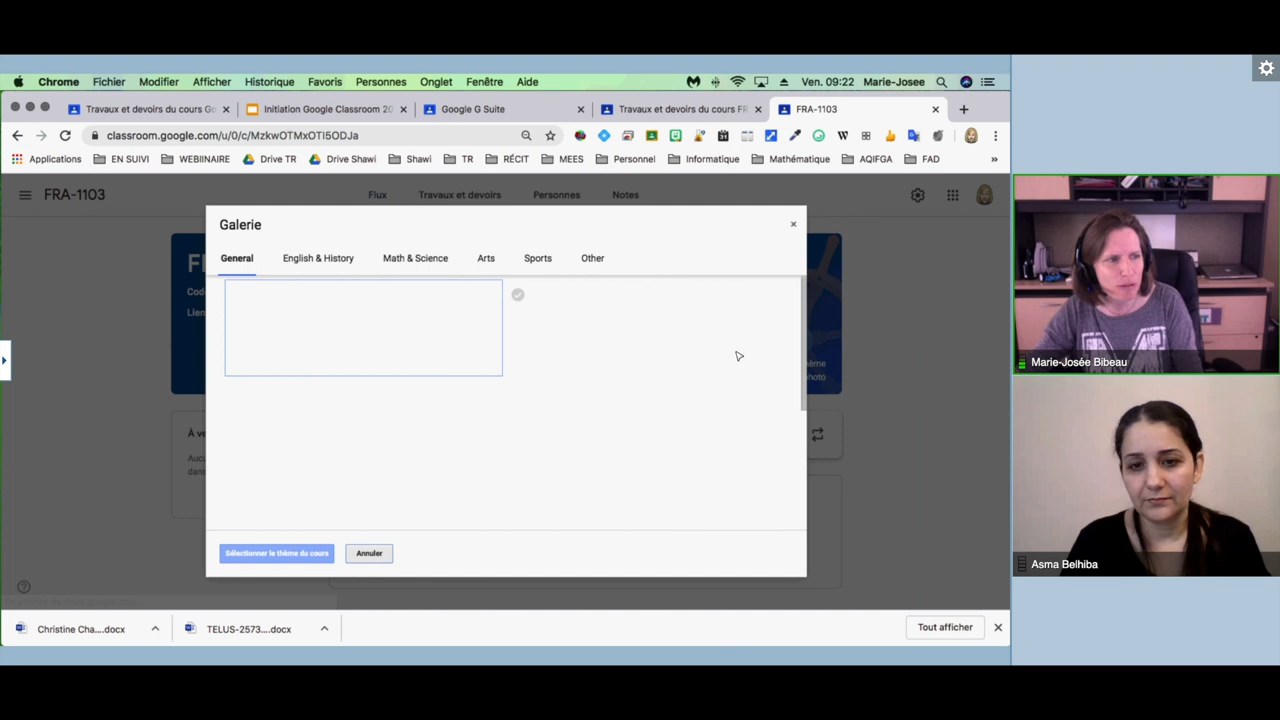 Chrome Fichier Modifier Afficher Historique Favoris Personnes Onglet Fenêtre Aide Ven. 09:22 Marie-Josee
Travaux et devoirs du cours Ge Initiation Google Classroom 20 Google G Suite Travaux et devoirs du cours FR FRA-1103
classroom.google.com/u/0/c/MzkwOTMxOTI5ODJa
Applications EN SUIVI WEBIINAIRE Drive TR Drive Shawi Shawi TR RÉCIT MEES Personnel Informatique Mathématique AQIFGA FAD
FRA-1103 Flux Travaux et devoirs Personnes Notes
Galerie
General English & History Math & Science Arts Sports Other
Code
Lien
Sélectionner le thème du cours Annuler
Christine Cha....docx TELUS-2573....docx Tout afficher
Marie-Josée Bibeau
Asma Belhiba